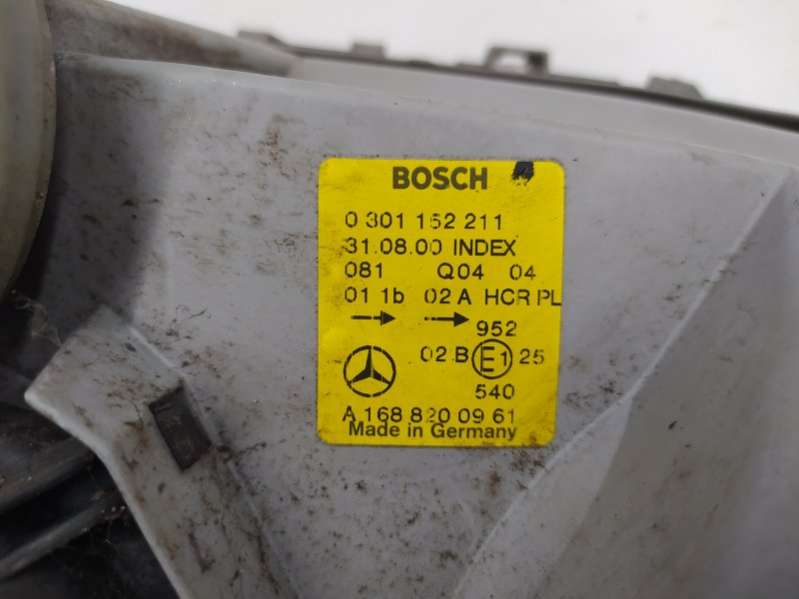 BOSCH
0 301 152 211
31.08.00 INDEX
081 Q04 04
01 1b 02 A HCR PL
952
02.B E1 25
540
A 168 820 09 61
Made in Germany